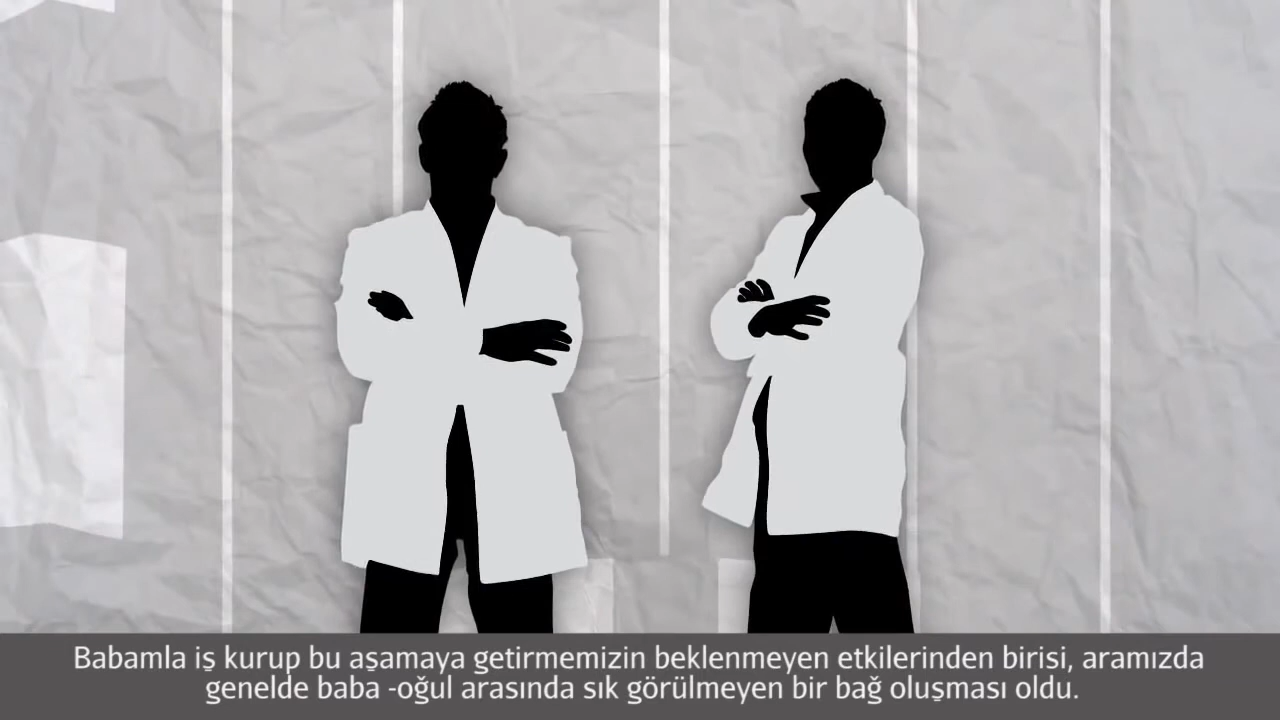 Babamla iş kurup bu aşamaya getirmemizin beklenmeyen etkilerinden birisi, aramızda
genelde baba -oğul arasında sık görülmeyen bir bağ oluşması oldu.